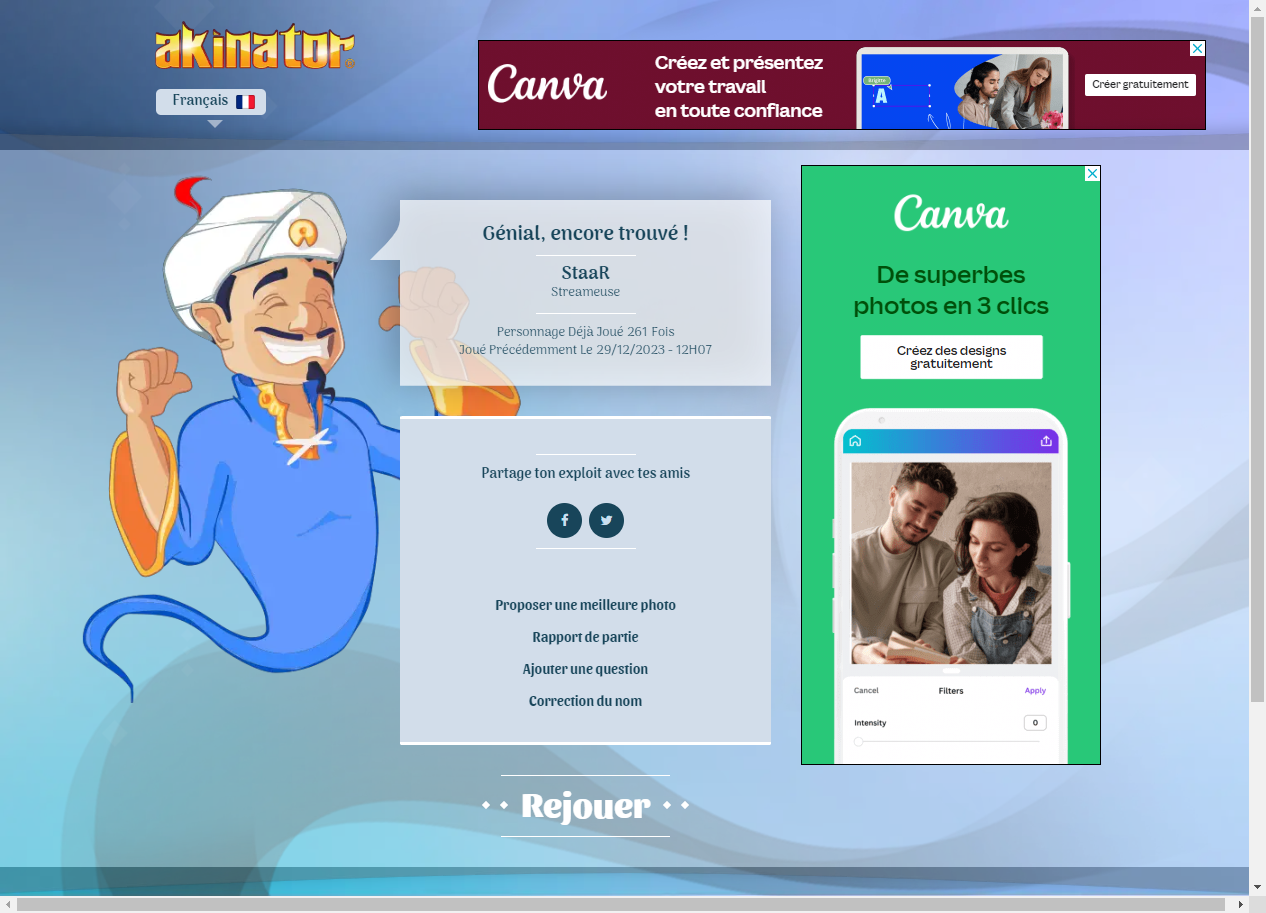 akinator
Français
Canva
Créez et présentez
votre travail
en toute confiance
Brigitte
A
Créer gratuitement
Génial, encore trouvé !
StaaR
Streameuse
Personnage Déjà Joué 261 Fois
Joué Précédemment Le 29/12/2023 - 12H07
Partage ton exploit avec tes amis
Proposer une meilleure photo
Rapport de partie
Ajouter une question
Correction du nom
Rejouer
Canva
De superbes
photos en 3 clics
Créez des designs
gratuitement
Cancel Filters Apply
Intensity 0